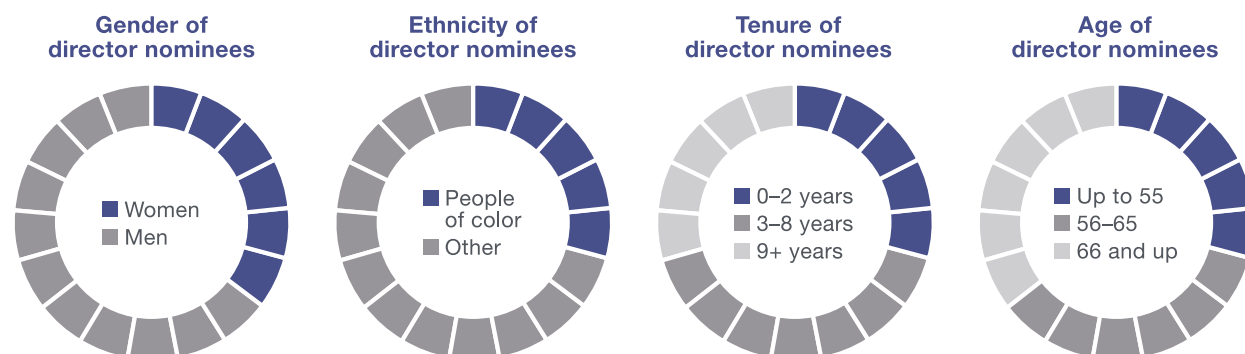 Gender of
director nominees
Women
Men
Ethnicity of
director nominees
People
of color
Other
Tenure of
director nominees
0–2 years
3–8 years
9+ years
Age of
director nominees
Up to 55
56–65
66 and up